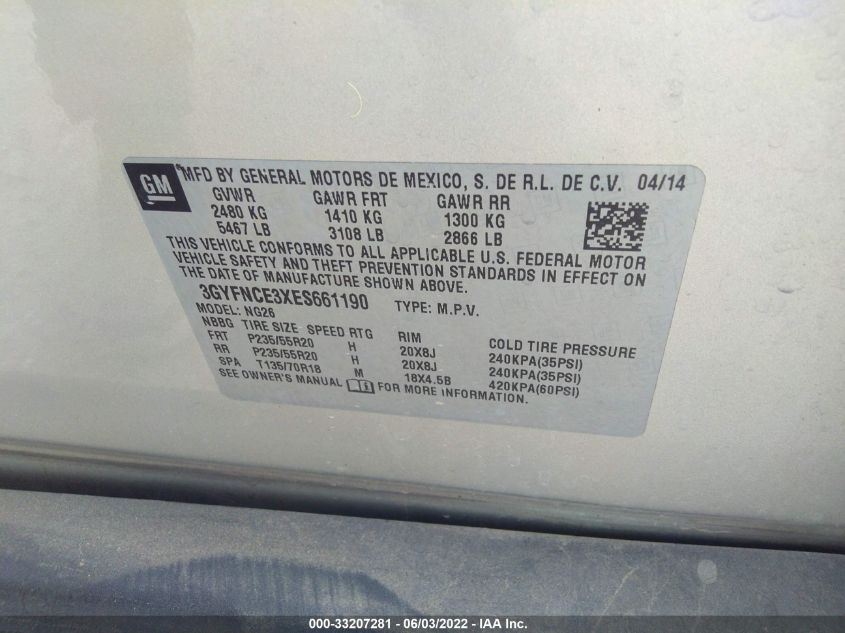 GM
MFD BY GENERAL MOTORS DE MEXICO, S. DE R.L. DE C.V. 04/14
GVWR GAWR FRT GAWR RR
2480 KG 1410 KG 1300 KG
5467 LB 3108 LB 2866 LB
THIS VEHICLE CONFORMS TO ALL APPLICABLE U.S. FEDERAL MOTOR
VEHICLE SAFETY AND THEFT PREVENTION STANDARDS IN EFFECT ON
THE DATE OF MANUFACTURE SHOWN ABOVE.
3GYFNCE3XES661190 TYPE: M.P.V.
MODEL: NG26
NBBG TIRE SIZE SPEED RTG RIM COLD TIRE PRESSURE
FRT P235/55R20 H 20X8J 240KPA(35PSI)
RR P235/55R20 H 20X8J 240KPA(35PSI)
SPA T135/70R18 M 18X4.5B 420KPA(60PSI)
SEE OWNER'S MANUAL FOR MORE INFORMATION.
000-33207281 - 06/03/2022 - IAA Inc.